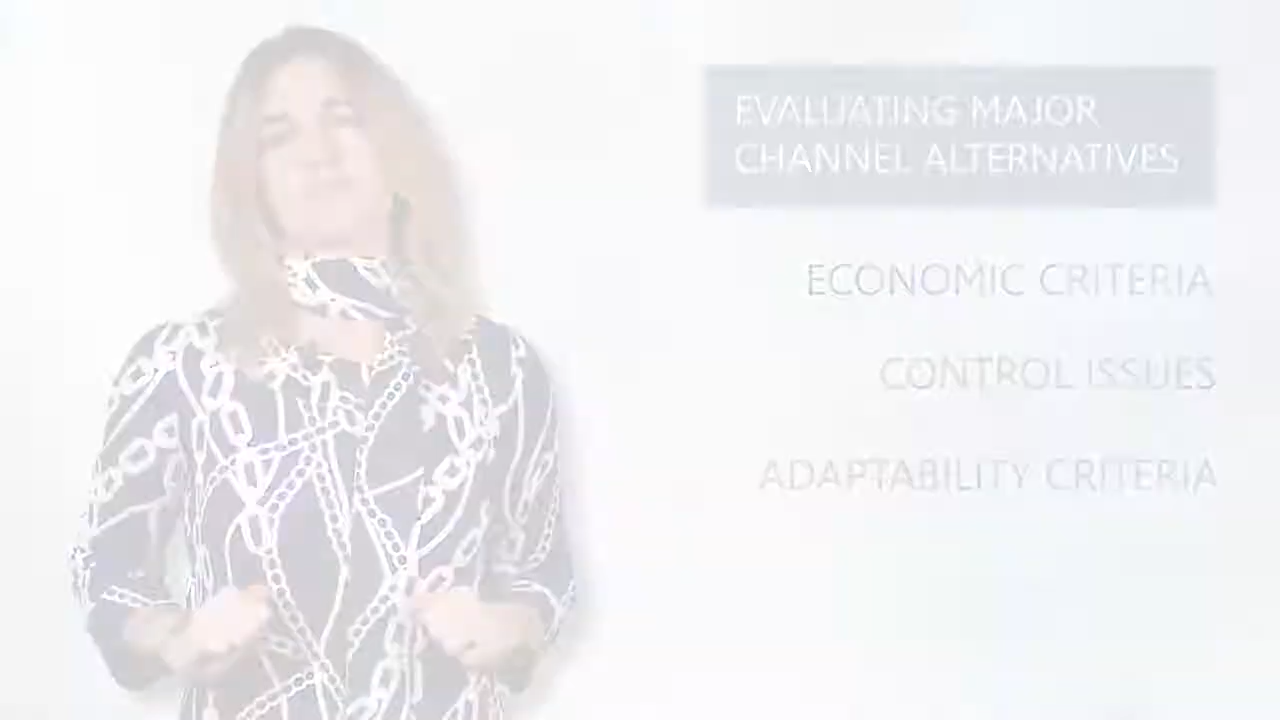 EVALUATING MAJOR
CHANNEL ALTERNATIVES
ECONOMIC CRITERIA
CONTROL ISSUES
ADAPTABILITY CRITERIA